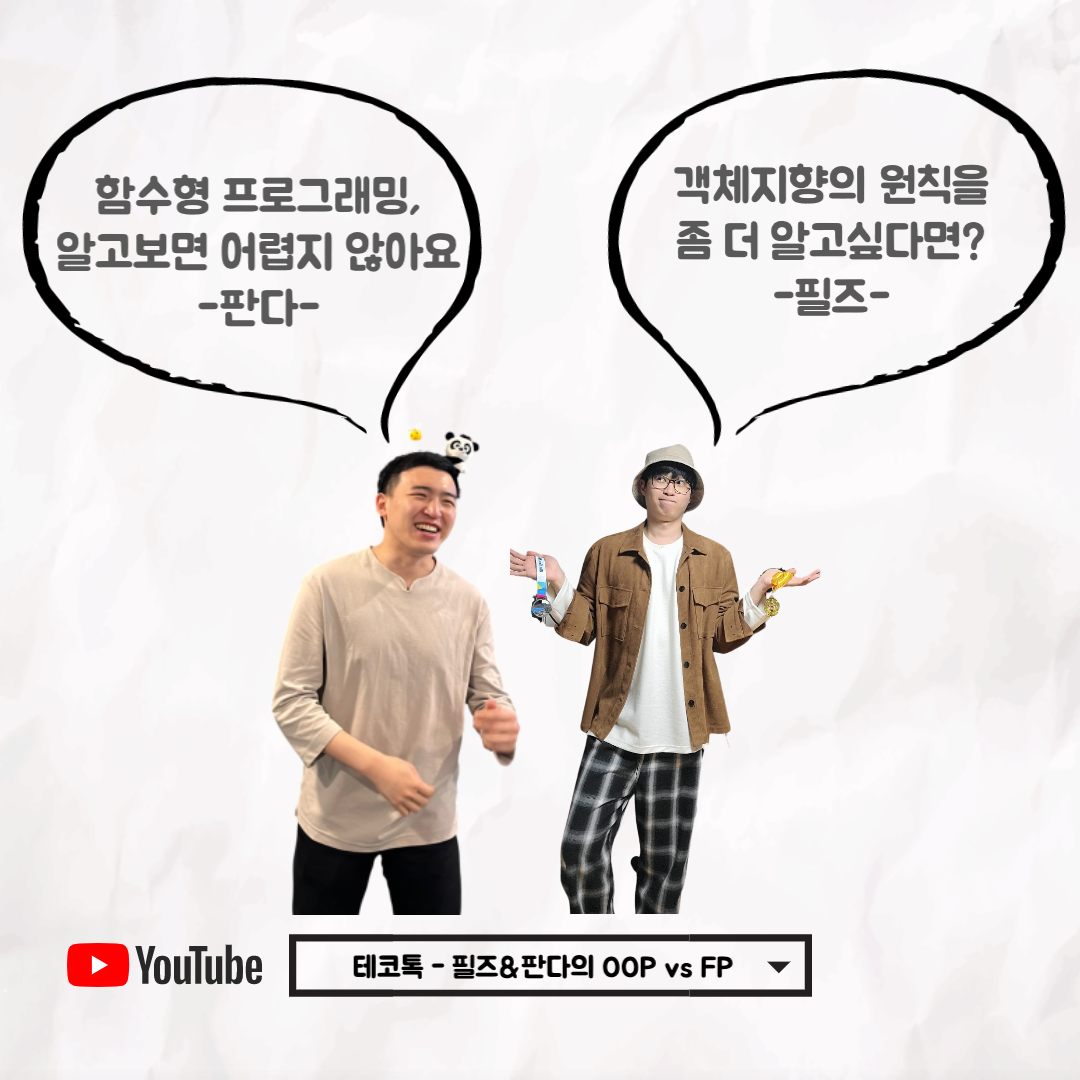 함수형 프로그래밍,
알고보면 어렵지 않아요
-판다-
객체지향의 원칙을
좀 더 알고싶다면?
-필즈-
YouTube
테코톡 - 필즈&판다의 OOP vs FP